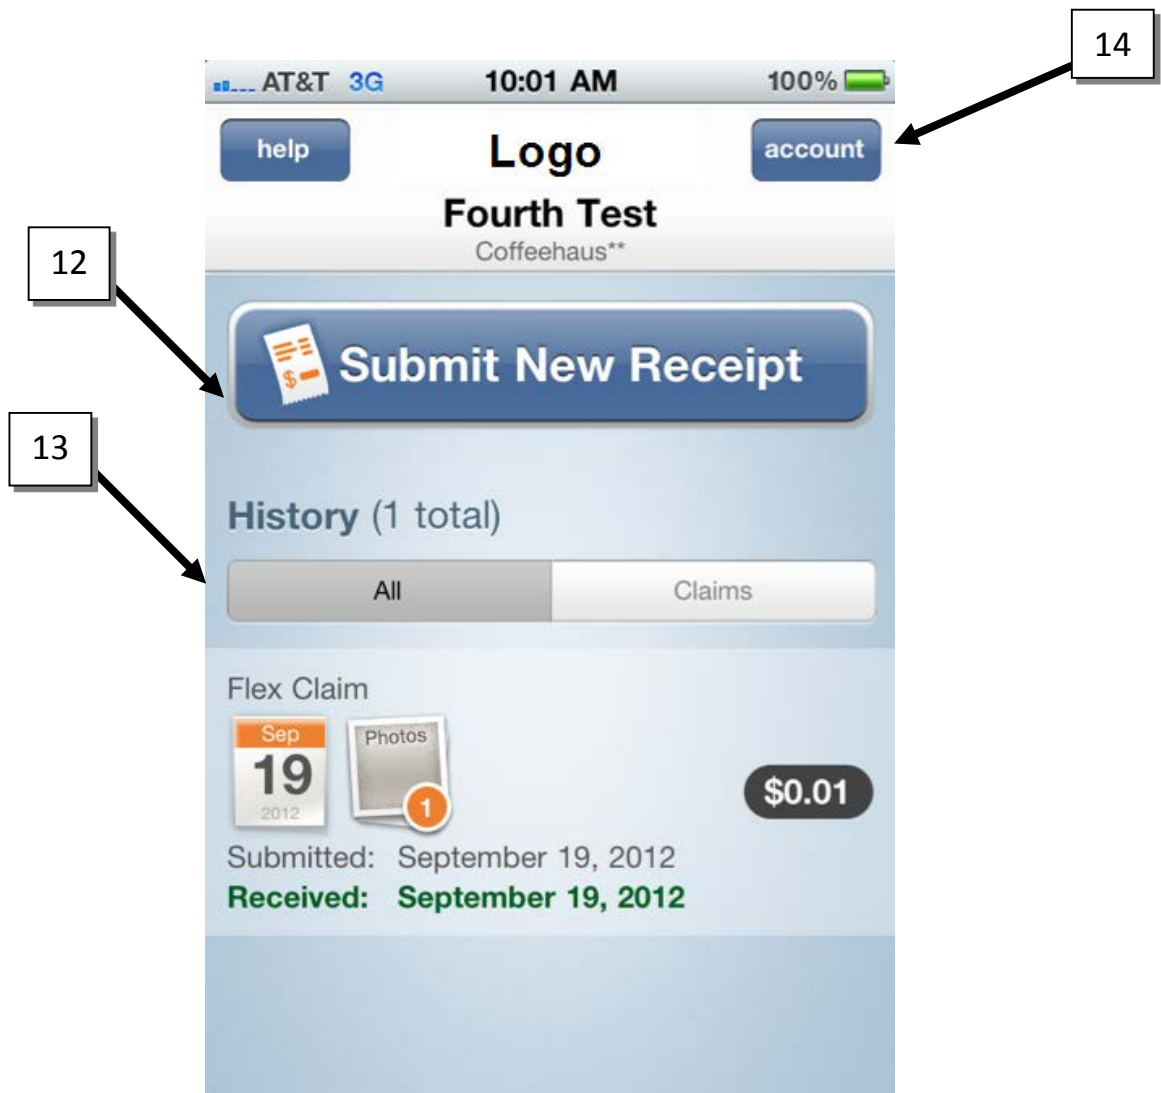 14
AT&T 3G 10:01 AM 100%
help Logo account
Fourth Test
Coffeehaus**
12
Submit New Receipt
$
13
History (1 total)
All Claims
Flex Claim
Sep
19
2012
Photos
1
$0.01
Submitted: September 19, 2012
Received: September 19, 2012